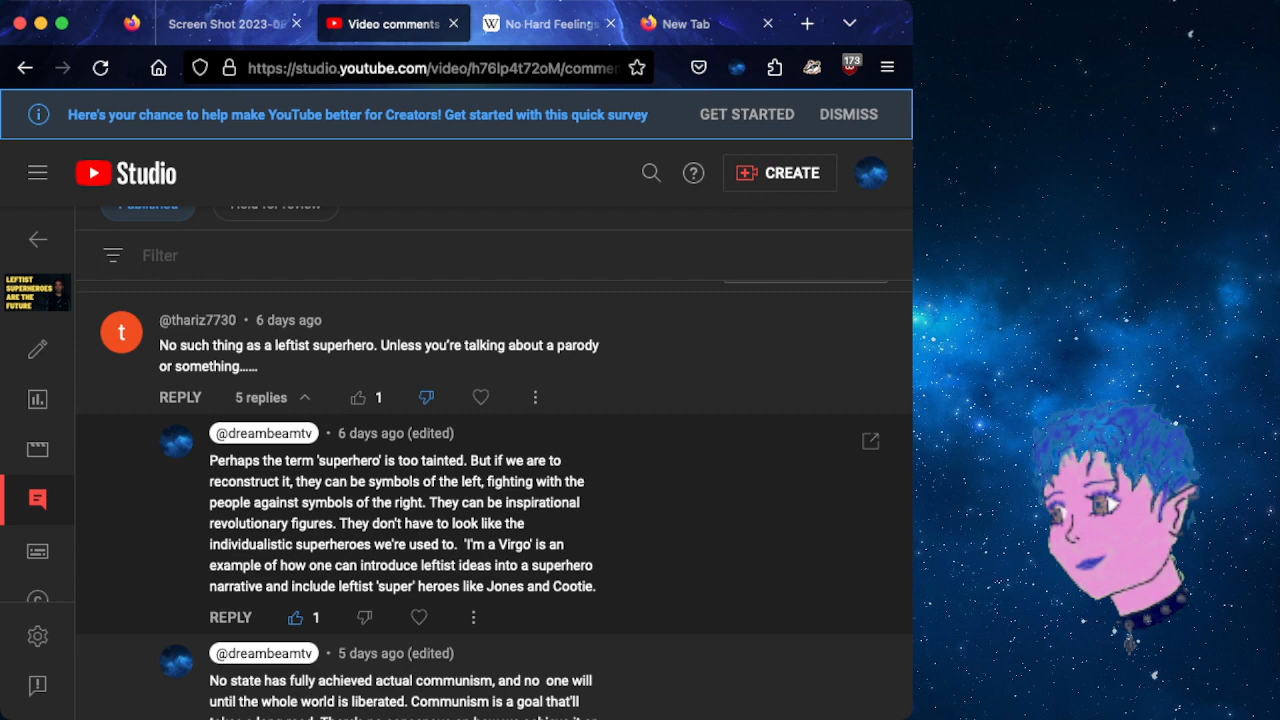 Screen Shot 2023-0
Video comments
W No Hard Feelings
New Tab
https://studio.youtube.com/video/h76lp4t72oM/comme
173
Here's your chance to help make YouTube better for Creators! Get started with this quick survey
GET STARTED
DISMISS
Studio
CREATE
Published
Held for review
Filter
LEFTIST
SUPERHEROES
ARE THE
FUTURE
t
@thariz7730 • 6 days ago
No such thing as a leftist superhero. Unless you're talking about a parody
or something......
REPLY 5 replies 1
@dreambeamtv • 6 days ago (edited)
Perhaps the term 'superhero' is too tainted. But if we are to
reconstruct it, they can be symbols of the left, fighting with the
people against symbols of the right. They can be inspirational
revolutionary figures. They don't have to look like the
individualistic superheroes we're used to. 'I'm a Virgo' is an
example of how one can introduce leftist ideas into a superhero
narrative and include leftist 'super' heroes like Jones and Cootie.
REPLY 1
@dreambeamtv • 5 days ago (edited)
No state has fully achieved actual communism, and no one will
until the whole world is liberated. Communism is a goal that'll